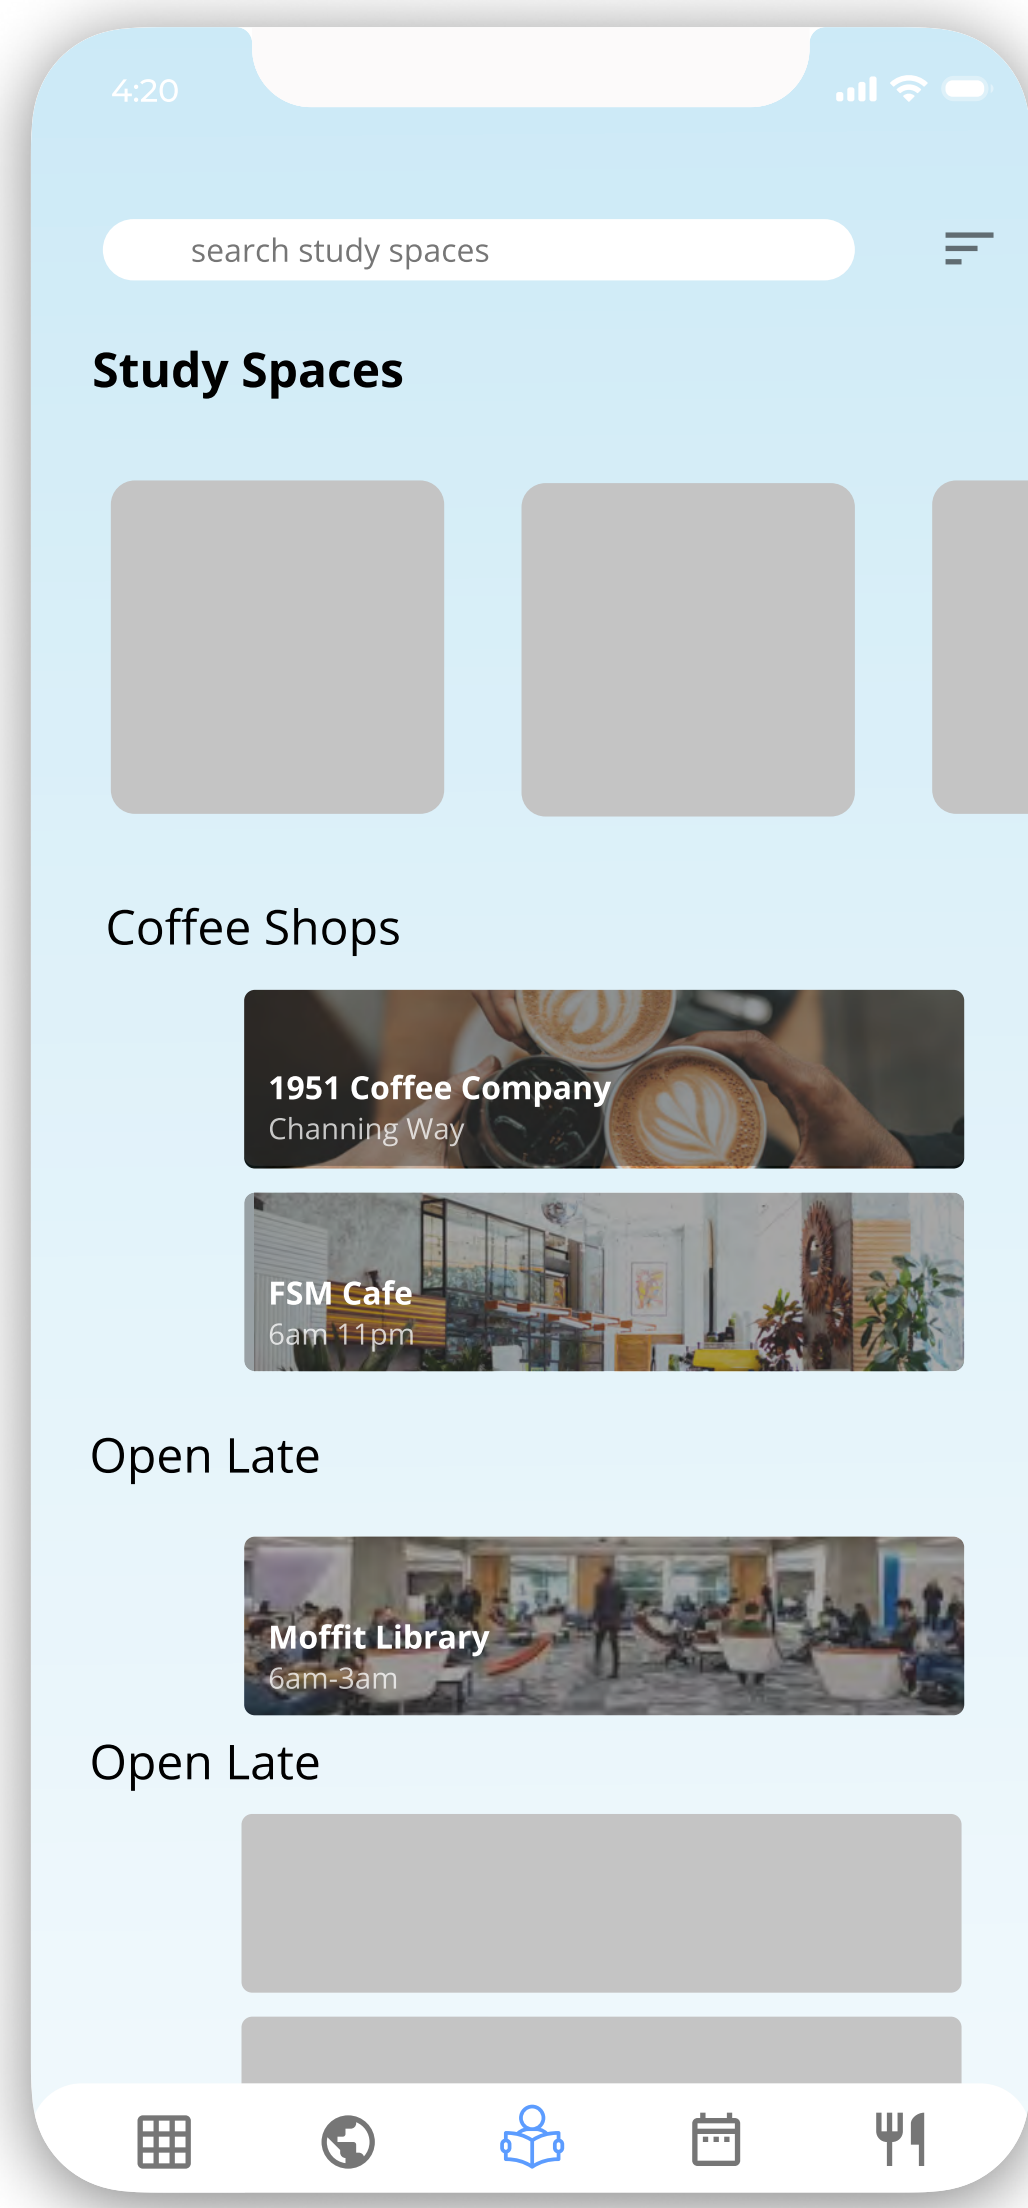 4:20
search study spaces
Study Spaces
Coffee Shops
1951 Coffee Company
Channing Way
FSM Cafe
6am 11pm
Open Late
Moffit Library
6am-3am
Open Late